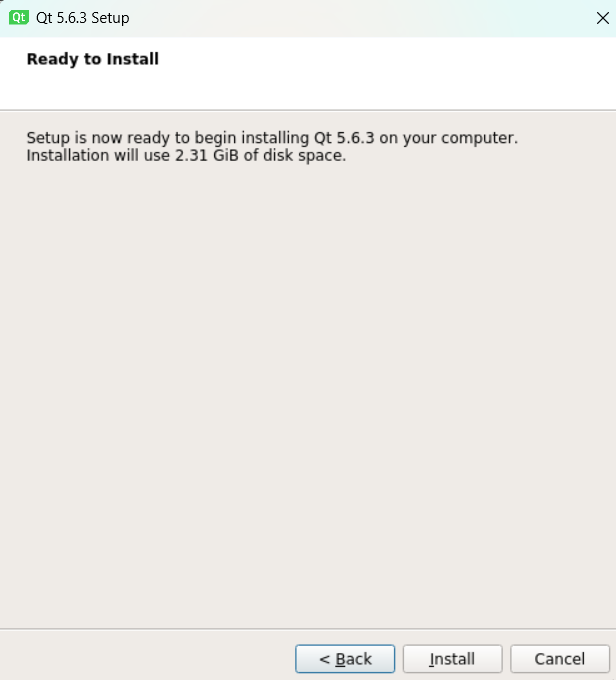 Qt Qt 5.6.3 Setup
Ready to Install
Setup is now ready to begin installing Qt 5.6.3 on your computer.
Installation will use 2.31 GiB of disk space.
< Back Install Cancel